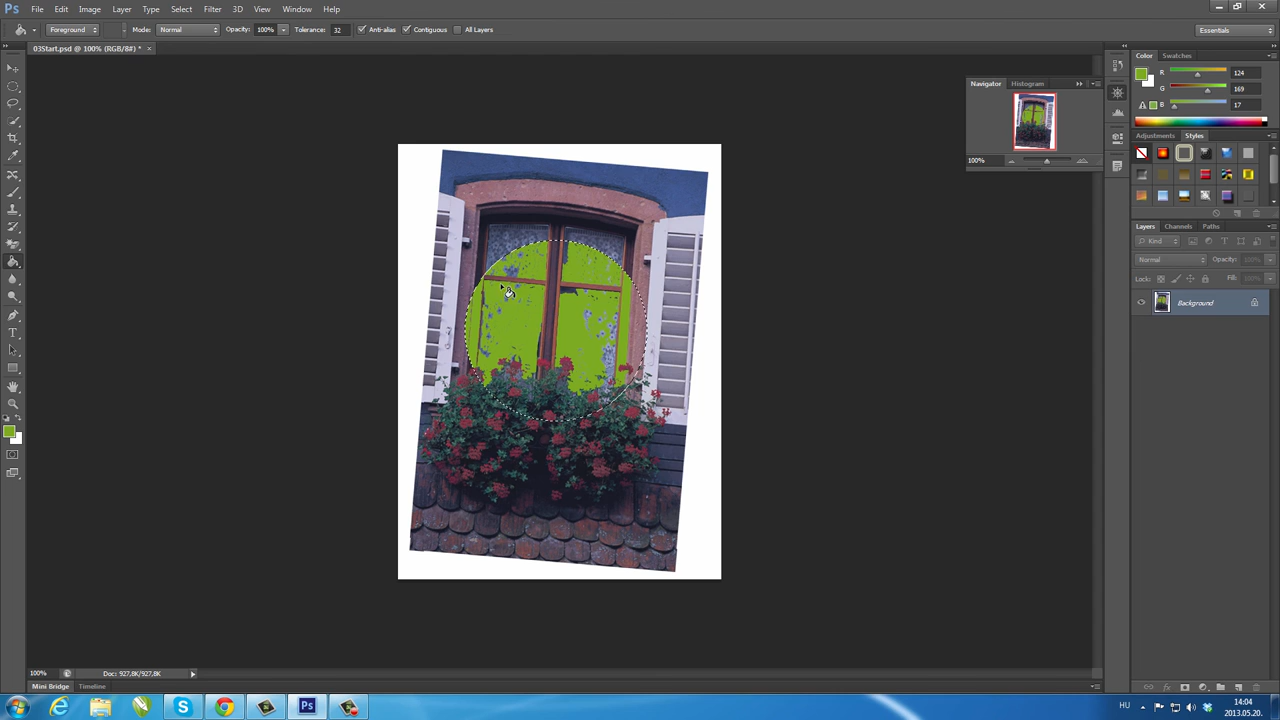 Ps File Edit Image Layer Type Select Filter 3D View Window Help
Foreground Mode: Normal Opacity: 100% Tolerance: 32 Anti-alias Contiguous All Layers Essentials
03Start.psd @ 100% (RGB/8#) * ×
Color Swatches
R 124
G 169
B 17
Navigator Histogram
100%
Adjustments Styles
Layers Channels Paths
Kind
Normal Opacity: 100%
Lock: Fill: 100%
Background
100% Doc: 927,8K/927,8K
Mini Bridge Timeline
HU 14:04
2013.05.20.